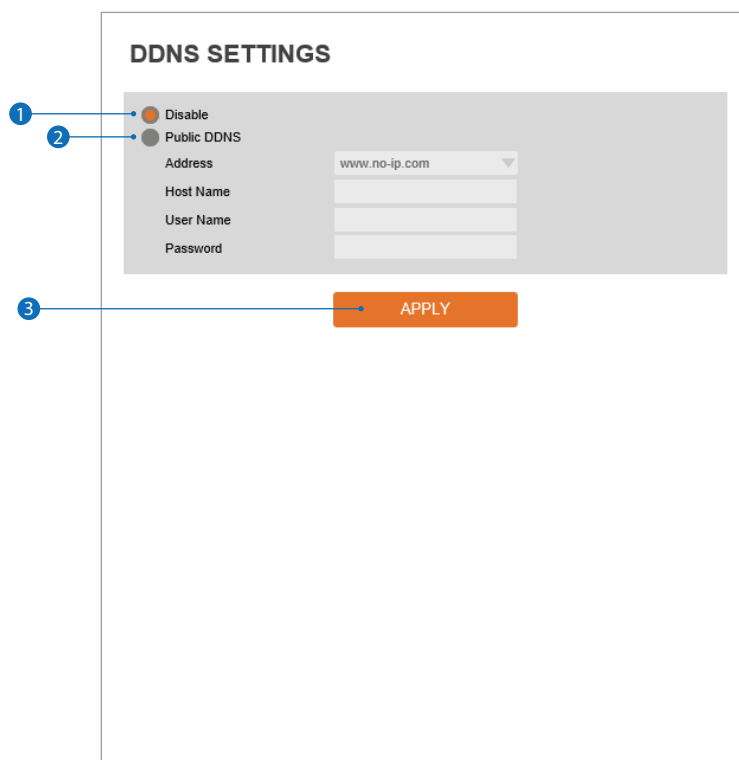 DDNS SETTINGS
1 Disable
2 Public DDNS
Address www.no-ip.com
Host Name
User Name
Password
3 APPLY